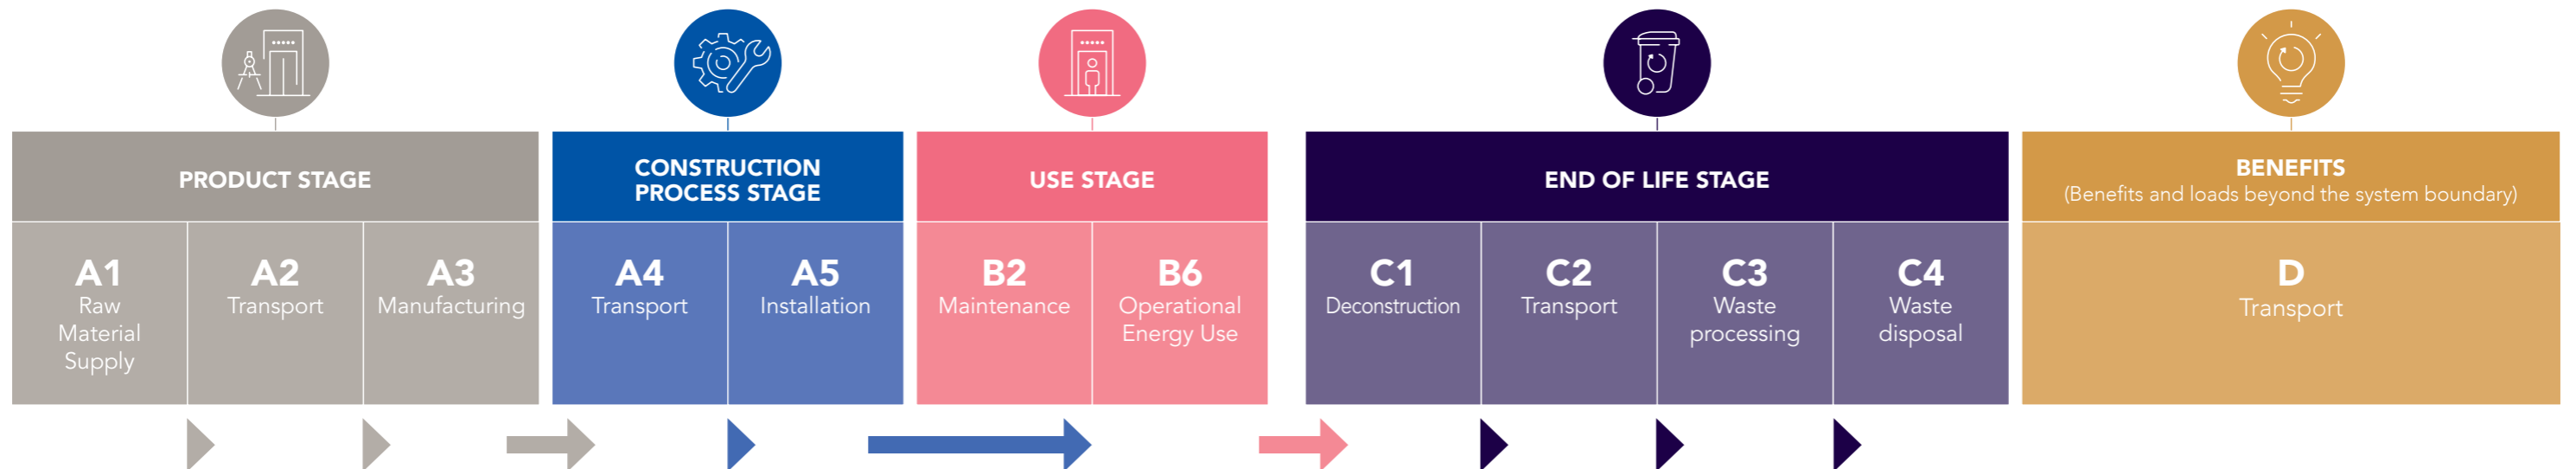 PRODUCT STAGE
A1
Raw
Material
Supply
A2
Transport
A3
Manufacturing
CONSTRUCTION
PROCESS STAGE
A4
Transport
A5
Installation
USE STAGE
B2
Maintenance
B6
Operational
Energy Use
END OF LIFE STAGE
C1
Deconstruction
C2
Transport
C3
Waste
processing
C4
Waste
disposal
BENEFITS
(Benefits and loads beyond the system boundary)
D
Transport